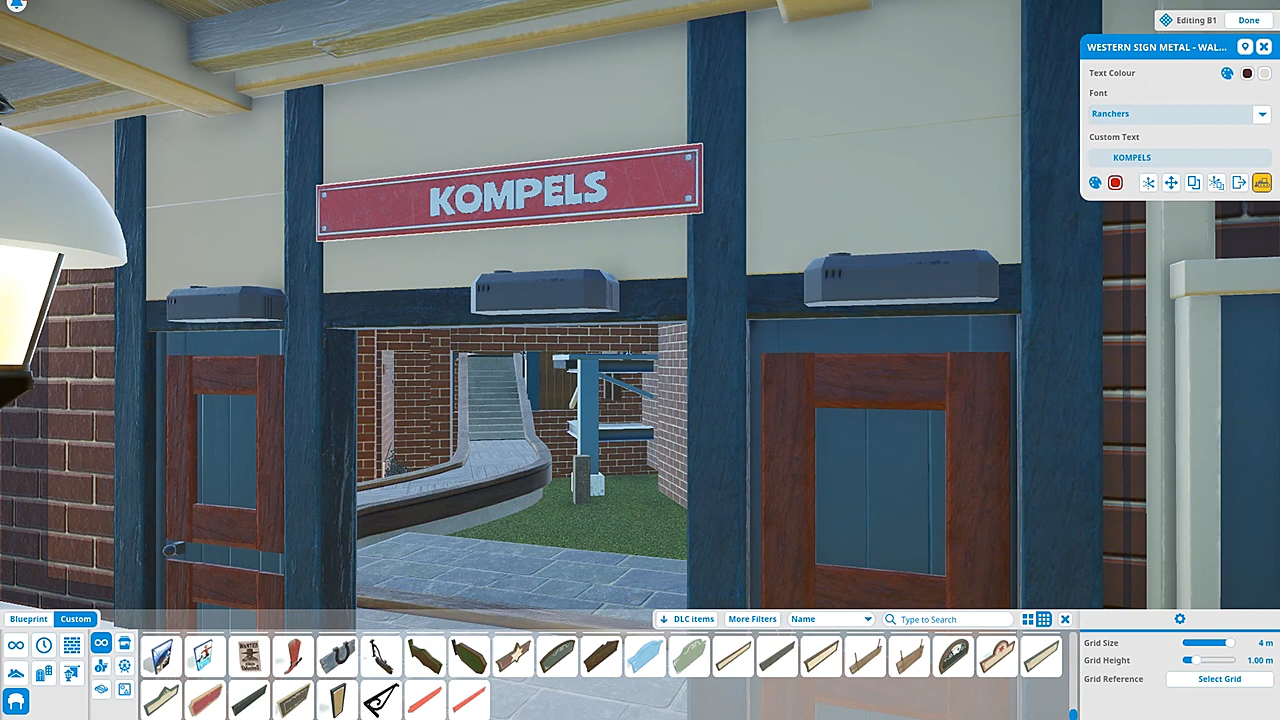 Editing B1
Done
WESTERN SIGN METAL - WAL...
Text Colour
Font
Ranchers
Custom Text
KOMPELS
KOMPELS
Blueprint
Custom
DLC items
More Filters
Name
Type to Search
Grid Size
4 m
Grid Height
1.00 m
Grid Reference
Select Grid